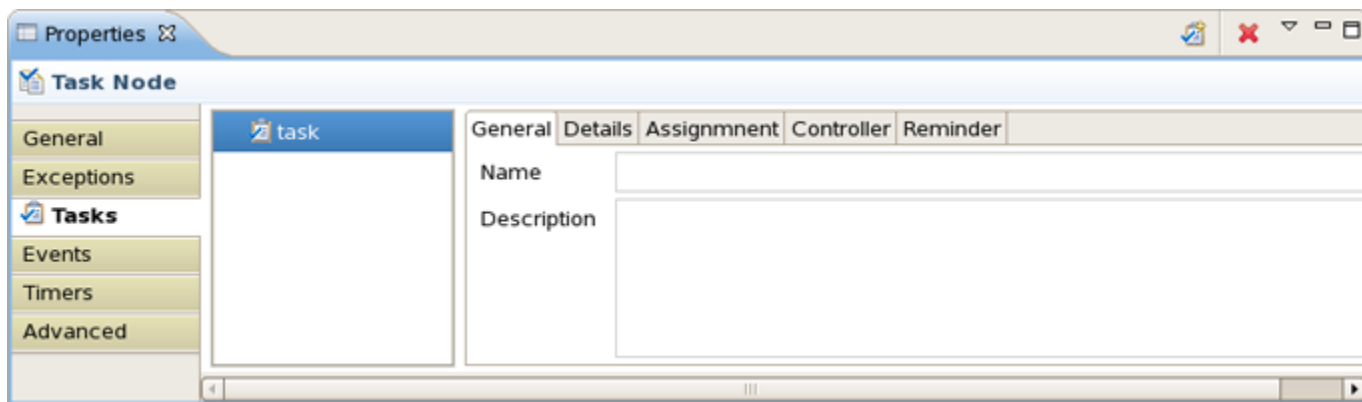 Properties
Task Node
General
Exceptions
Tasks
Events
Timers
Advanced
task
General Details Assignmnent Controller Reminder
Name
Description